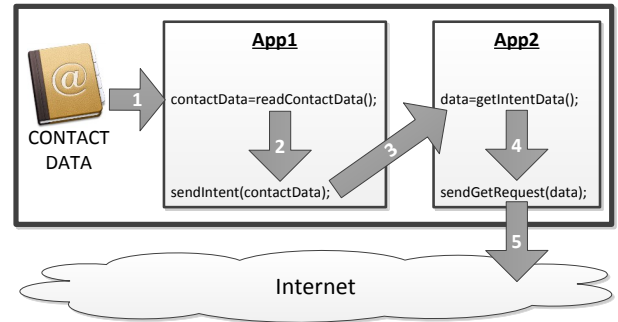 App1
App2
@
1
contactData=readContactData();
data=getIntentData();
CONTACT
DATA
2
3
4
sendIntent(contactData);
sendGetRequest(data);
5
Internet